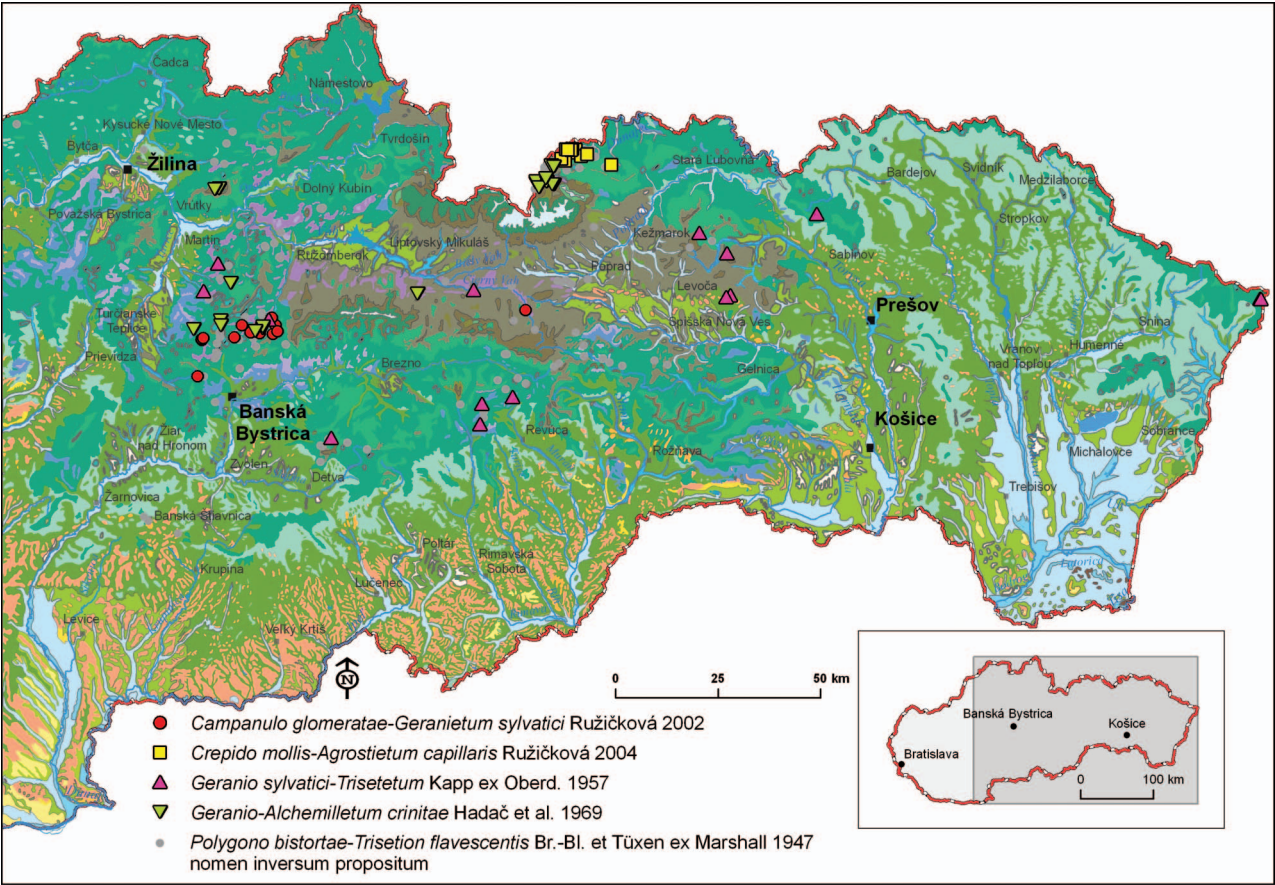 Čadca
Námestovo
Kysucké Nové Mesto
Tvrdošín
Bytča
Žilina
Stará Ľubovňa
Svidník
Bardejov
Medzilaborce
Dolný Kubín
Považská Bystrica
Vrútky
Stropkov
Martin
Kežmarok
Liptovský Mikuláš
Ružomberok
Sabinov
Poprad
Levoča
Prešov
Turčianske
Teplice
Spišská Nová Ves
Snina
Humenné
Prievidza
Vranov
nad Topľou
Brezno
Gelnica
Banská
Bystrica
Košice
Žiar
nad Hronom
Revúca
Sobrance
Zvolen
Rožňava
Michalovce
Detva
Žarnovica
Trebišov
Banská Štiavnica
Poltár
Rimavská
Sobota
Krupina
Lučenec
Latorica
Levice
Veľký Krtíš
N
0 25 50 km
Campanulo glomeratae-Geranietum sylvatici Ružičková 2002
Crepido mollis-Agrostietum capillaris Ružičková 2004
Geranio sylvatici-Trisetetum Kapp ex Oberd. 1957
Geranio-Alchemilletum crinitae Hadač et al. 1969
Polygono bistortae-Trisetion flavescentis Br.-Bl. et Tüxen ex Marshall 1947
nomen inversum propositum
Banská Bystrica
Košice
Bratislava
0 100 km